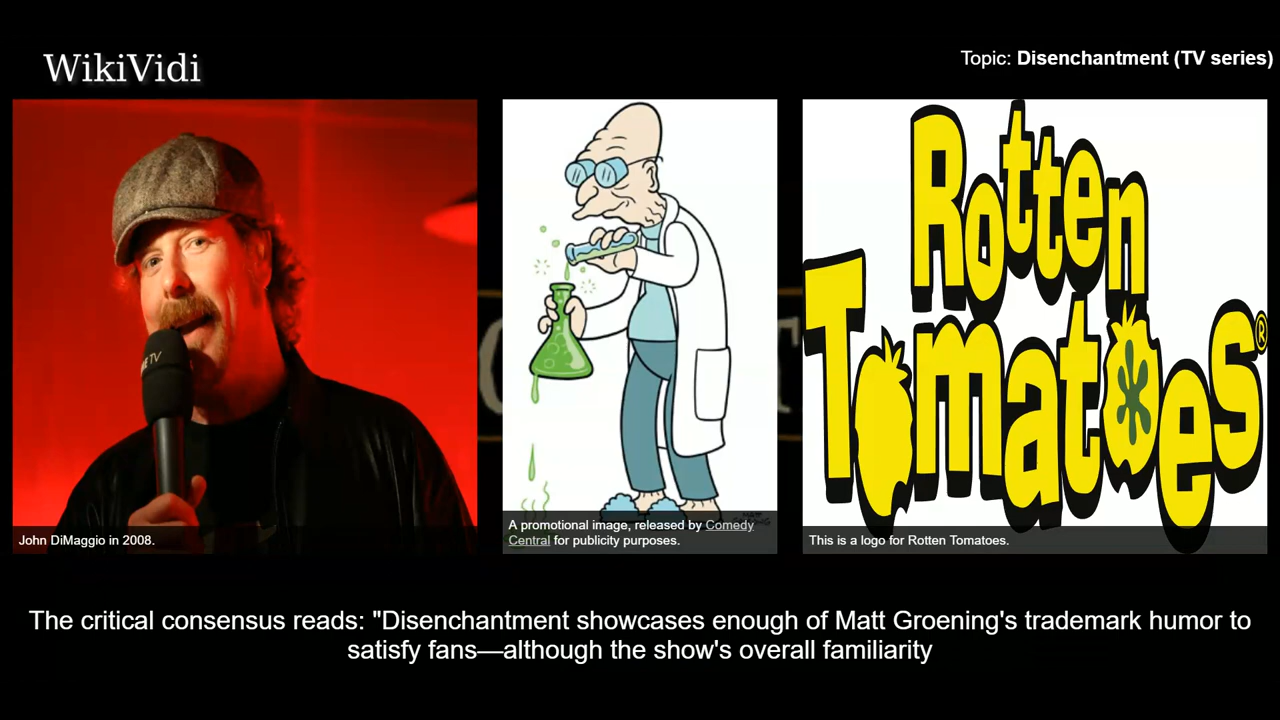 WikiVidi
Topic: Disenchantment (TV series)
Rotten
Tomatoes®
John DiMaggio in 2008.
A promotional image, released by Comedy
Central for publicity purposes.
This is a logo for Rotten Tomatoes.
The critical consensus reads: "Disenchantment showcases enough of Matt Groening's trademark humor to
satisfy fans—although the show's overall familiarity